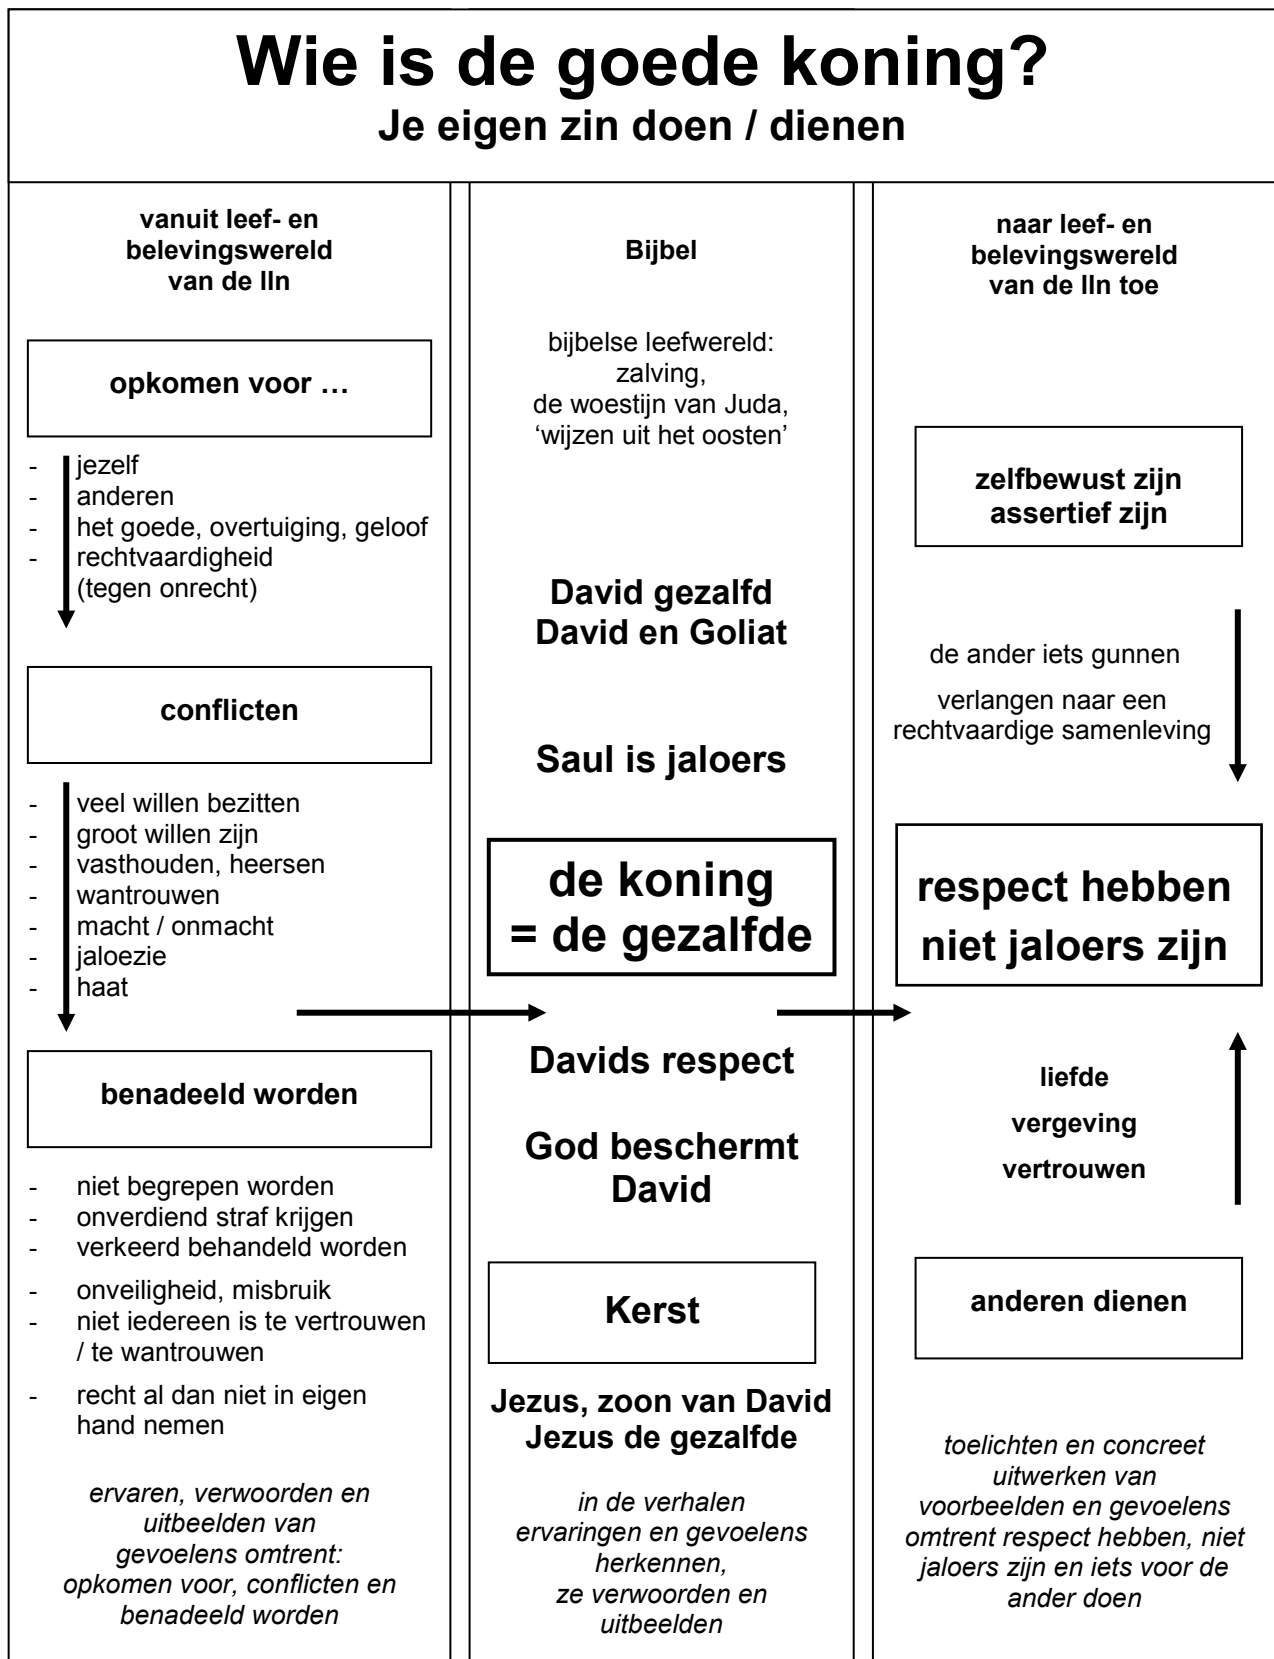 Wie is de goede koning?
Je eigen zin doen / dienen
vanuit leef- en
belevingswereld
van de lln
opkomen voor …
- jezelf
- anderen
- het goede, overtuiging, geloof
- rechtvaardigheid
(tegen onrecht)
conflicten
- veel willen bezitten
- groot willen zijn
- vasthouden, heersen
- wantrouwen
- macht / onmacht
- jaloezie
- haat
benadeeld worden
- niet begrepen worden
- onverdiend straf krijgen
- verkeerd behandeld worden
- onveiligheid, misbruik
- niet iedereen is te vertrouwen
/ te wantrouwen
- recht al dan niet in eigen
hand nemen
ervaren, verwoorden en
uitbeelden van
gevoelens omtrent:
opkomen voor, conflicten en
benadeeld worden
Bijbel
bijbelse leefwereld:
zalving,
de woestijn van Juda,
‘wijzen uit het oosten’
David gezalfd
David en Goliat
Saul is jaloers
de koning
= de gezalfde
Davids respect
God beschermt
David
Kerst
Jezus, zoon van David
Jezus de gezalfde
in de verhalen
ervaringen en gevoelens
herkennen,
ze verwoorden en
uitbeelden
naar leef- en
belevingswereld
van de lln toe
zelfbewust zijn
assertief zijn
de ander iets gunnen
verlangen naar een
rechtvaardige samenleving
respect hebben
niet jaloers zijn
liefde
vergeving
vertrouwen
anderen dienen
toelichten en concreet
uitwerken van
voorbeelden en gevoelens
omtrent respect hebben, niet
jaloers zijn en iets voor de
ander doen